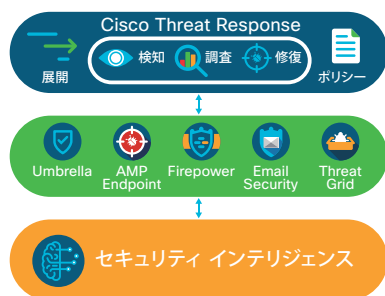 Cisco Threat Response
検知 調査 修復
展開 ポリシー
Umbrella AMP Endpoint Firepower Email Security Threat Grid
セキュリティ インテリジェンス